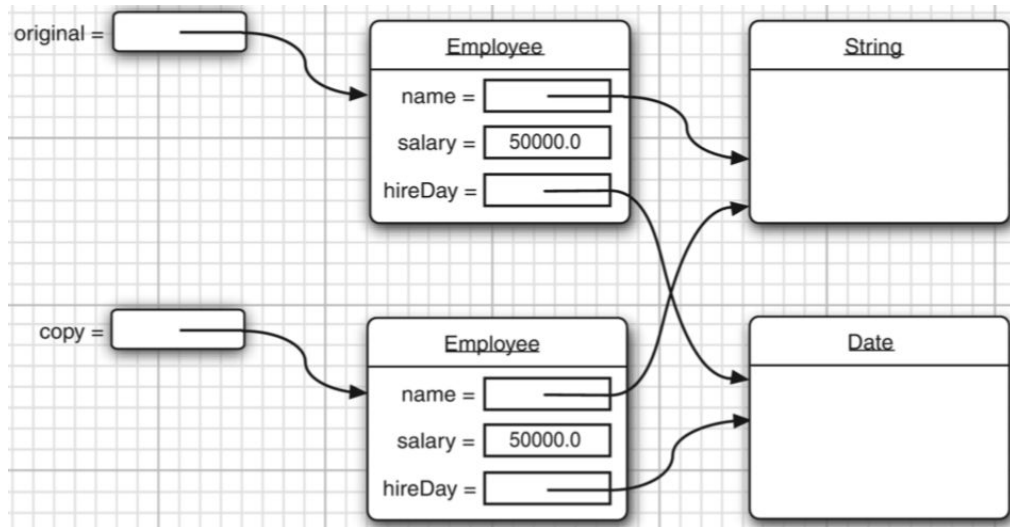 original =
Employee
name =
salary = 50000.0
hireDay =
String
copy =
Employee
name =
salary = 50000.0
hireDay =
Date